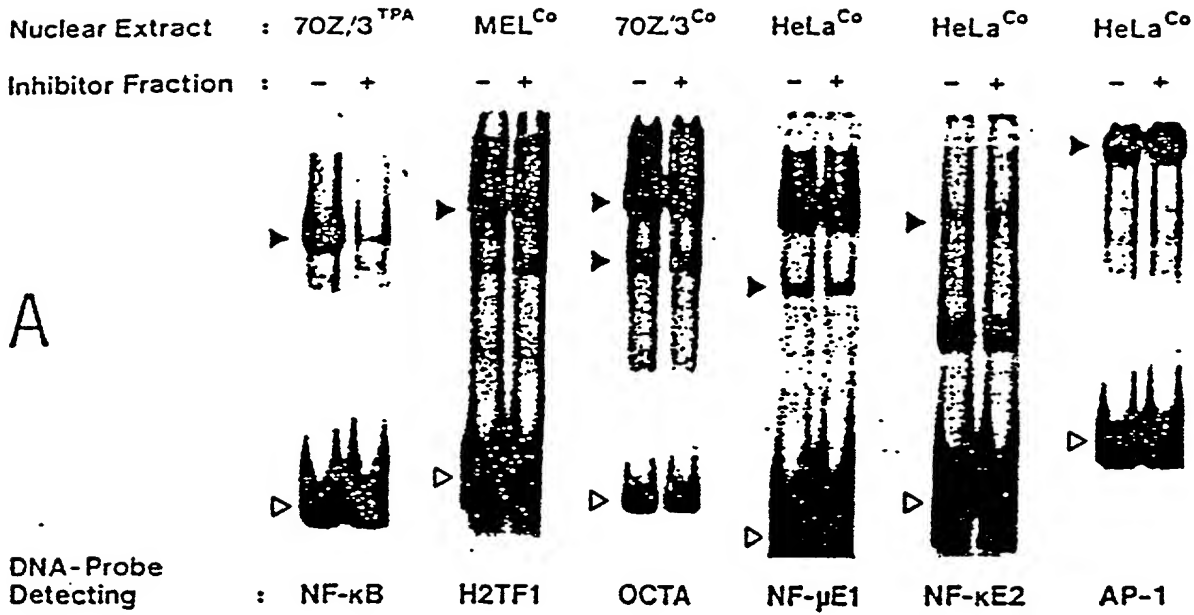 Nuclear Extract : 70Z/3TPA MELCo 70Z/3Co HeLaCo HeLaCo HeLaCo
Inhibitor Fraction : – + – + – + – + – + – +
A
DNA-Probe
Detecting : NF-κB H2TF1 OCTA NF-μE1 NF-κE2 AP-1